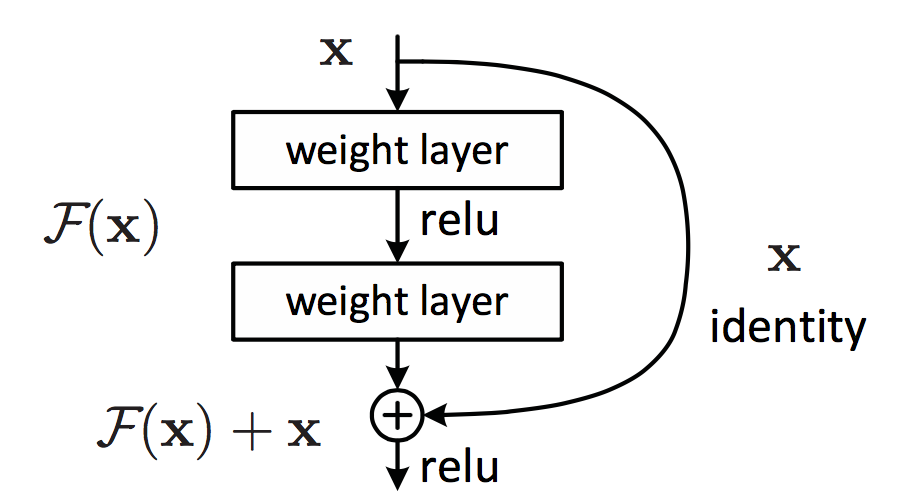 x
weight layer
F(x)
relu
x
weight layer
identity
F(x) + x
+
relu